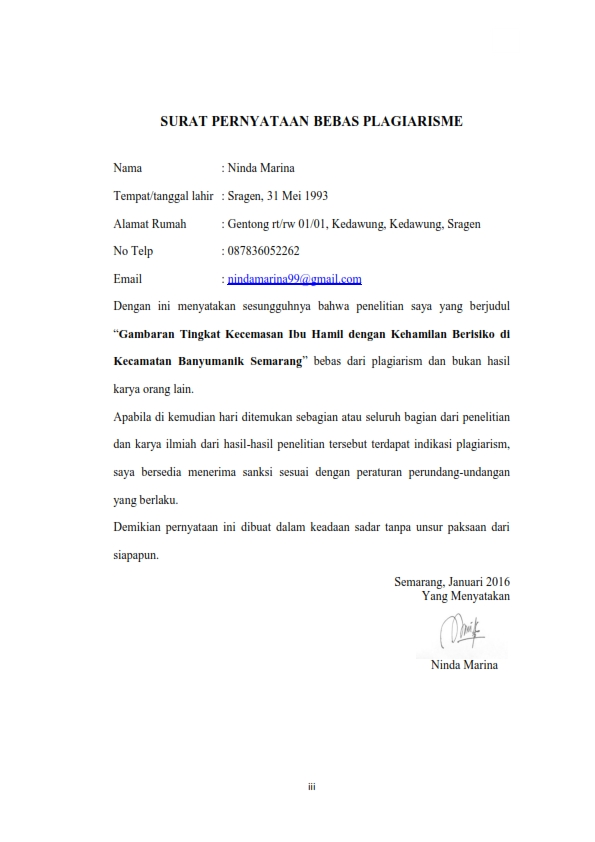 SURAT PERNYATAAN BEBAS PLAGIARISME
Nama : Ninda Marina
Tempat/tanggal lahir : Sragen, 31 Mei 1993
Alamat Rumah : Gentong rt/rw 01/01, Kedawung, Kedawung, Sragen
No Telp : 087836052262
Email : nindamarina99@gmail.com
Dengan ini menyatakan sesungguhnya bahwa penelitian saya yang berjudul
“Gambaran Tingkat Kecemasan Ibu Hamil dengan Kehamilan Berisiko di
Kecamatan Banyumanik Semarang” bebas dari plagiarism dan bukan hasil
karya orang lain.
Apabila di kemudian hari ditemukan sebagian atau seluruh bagian dari penelitian
dan karya ilmiah dari hasil-hasil penelitian tersebut terdapat indikasi plagiarism,
saya bersedia menerima sanksi sesuai dengan peraturan perundang-undangan
yang berlaku.
Demikian pernyataan ini dibuat dalam keadaan sadar tanpa unsur paksaan dari
siapapun.
Semarang, Januari 2016
Yang Menyatakan
Ninda Marina
iii